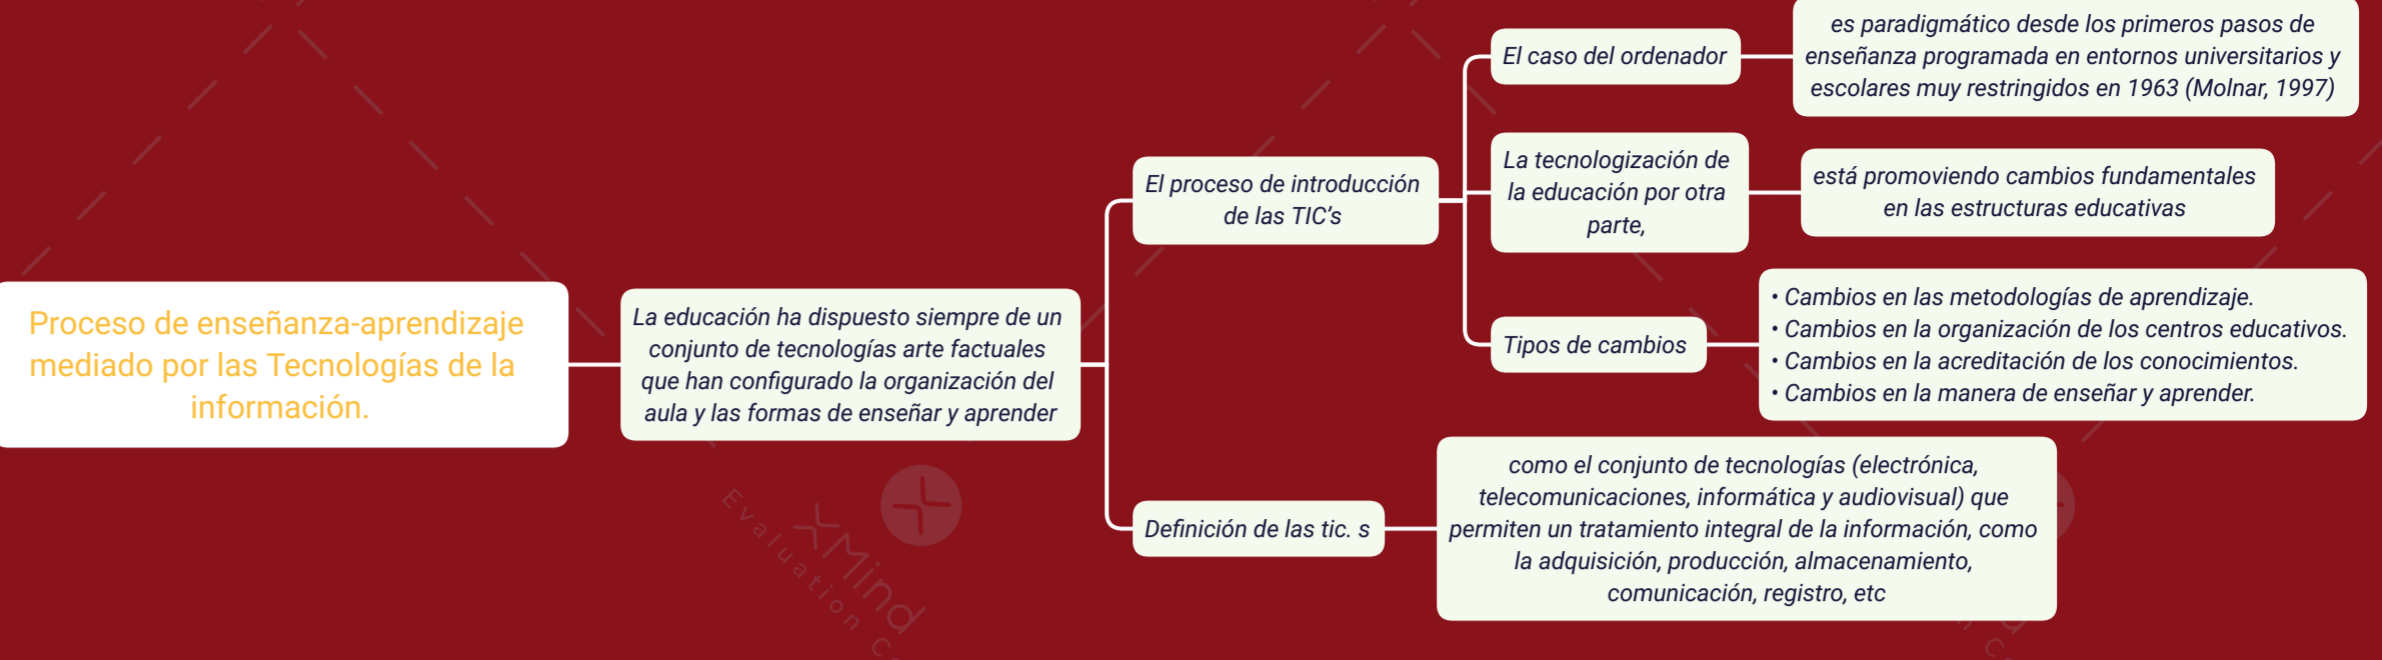 Proceso de enseñanza-aprendizaje
mediado por las Tecnologías de la
información.
La educación ha dispuesto siempre de un
conjunto de tecnologías arte factuales
que han configurado la organización del
aula y las formas de enseñar y aprender
El proceso de introducción
de las TIC's
El caso del ordenador
es paradigmático desde los primeros pasos de
enseñanza programada en entornos universitarios y
escolares muy restringidos en 1963 (Molnar, 1997)
La tecnologización de
la educación por otra
parte,
está promoviendo cambios fundamentales
en las estructuras educativas
Tipos de cambios
• Cambios en las metodologías de aprendizaje.
• Cambios en la organización de los centros educativos.
• Cambios en la acreditación de los conocimientos.
• Cambios en la manera de enseñar y aprender.
Definición de las tic. s
como el conjunto de tecnologías (electrónica,
telecomunicaciones, informática y audiovisual) que
permiten un tratamiento integral de la información, como
la adquisición, producción, almacenamiento,
comunicación, registro, etc
XMind
Evaluation